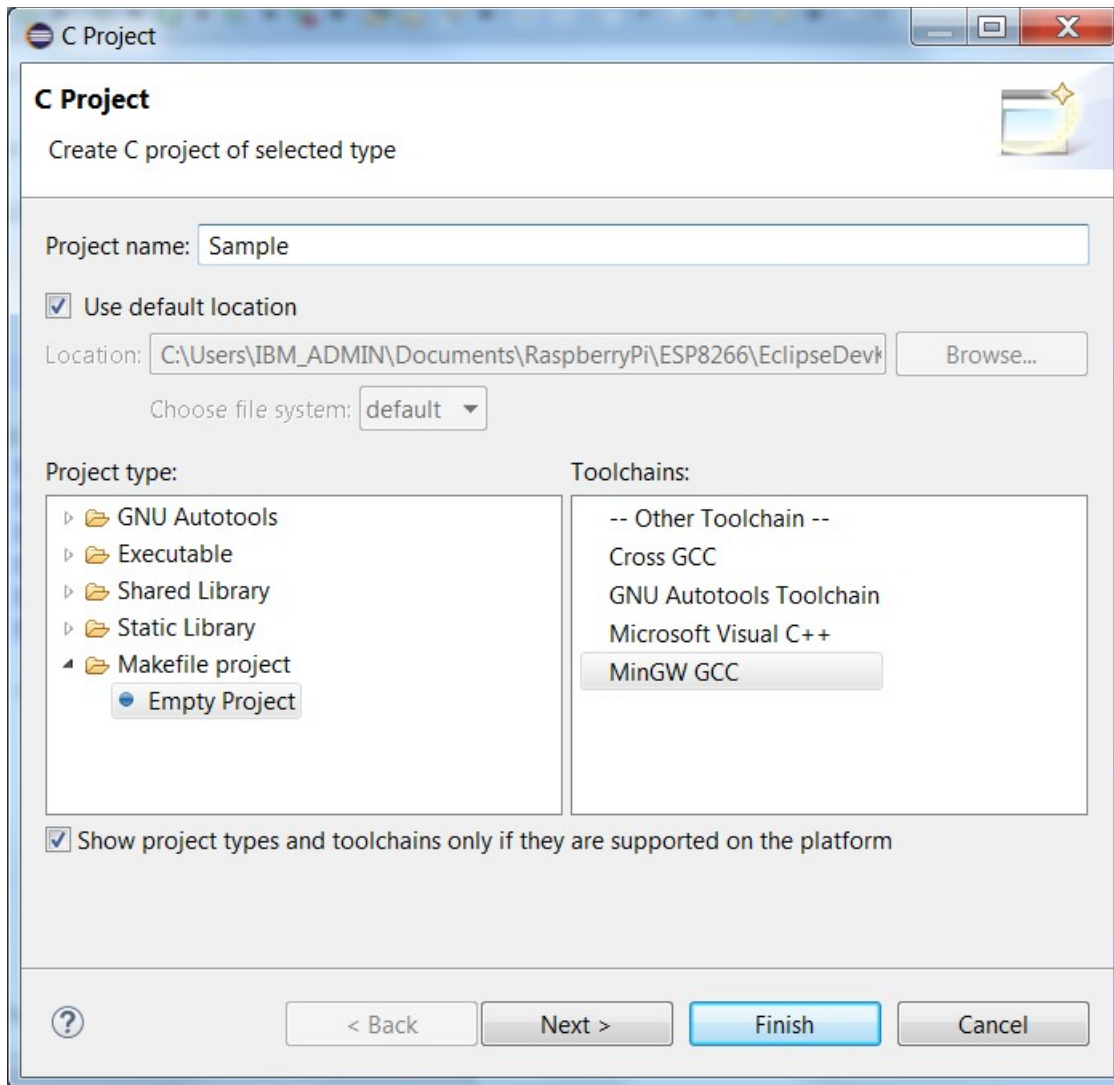 C Project
C Project
Create C project of selected type
Project name: Sample
Use default location
Location: C:\Users\IBM_ADMIN\Documents\RaspberryPi\ESP8266\EclipseDevK Browse...
Choose file system: default
Project type: Toolchains:
GNU Autotools -- Other Toolchain --
Executable Cross GCC
Shared Library GNU Autotools Toolchain
Static Library Microsoft Visual C++
Makefile project MinGW GCC
Empty Project
Show project types and toolchains only if they are supported on the platform
? < Back Next > Finish Cancel